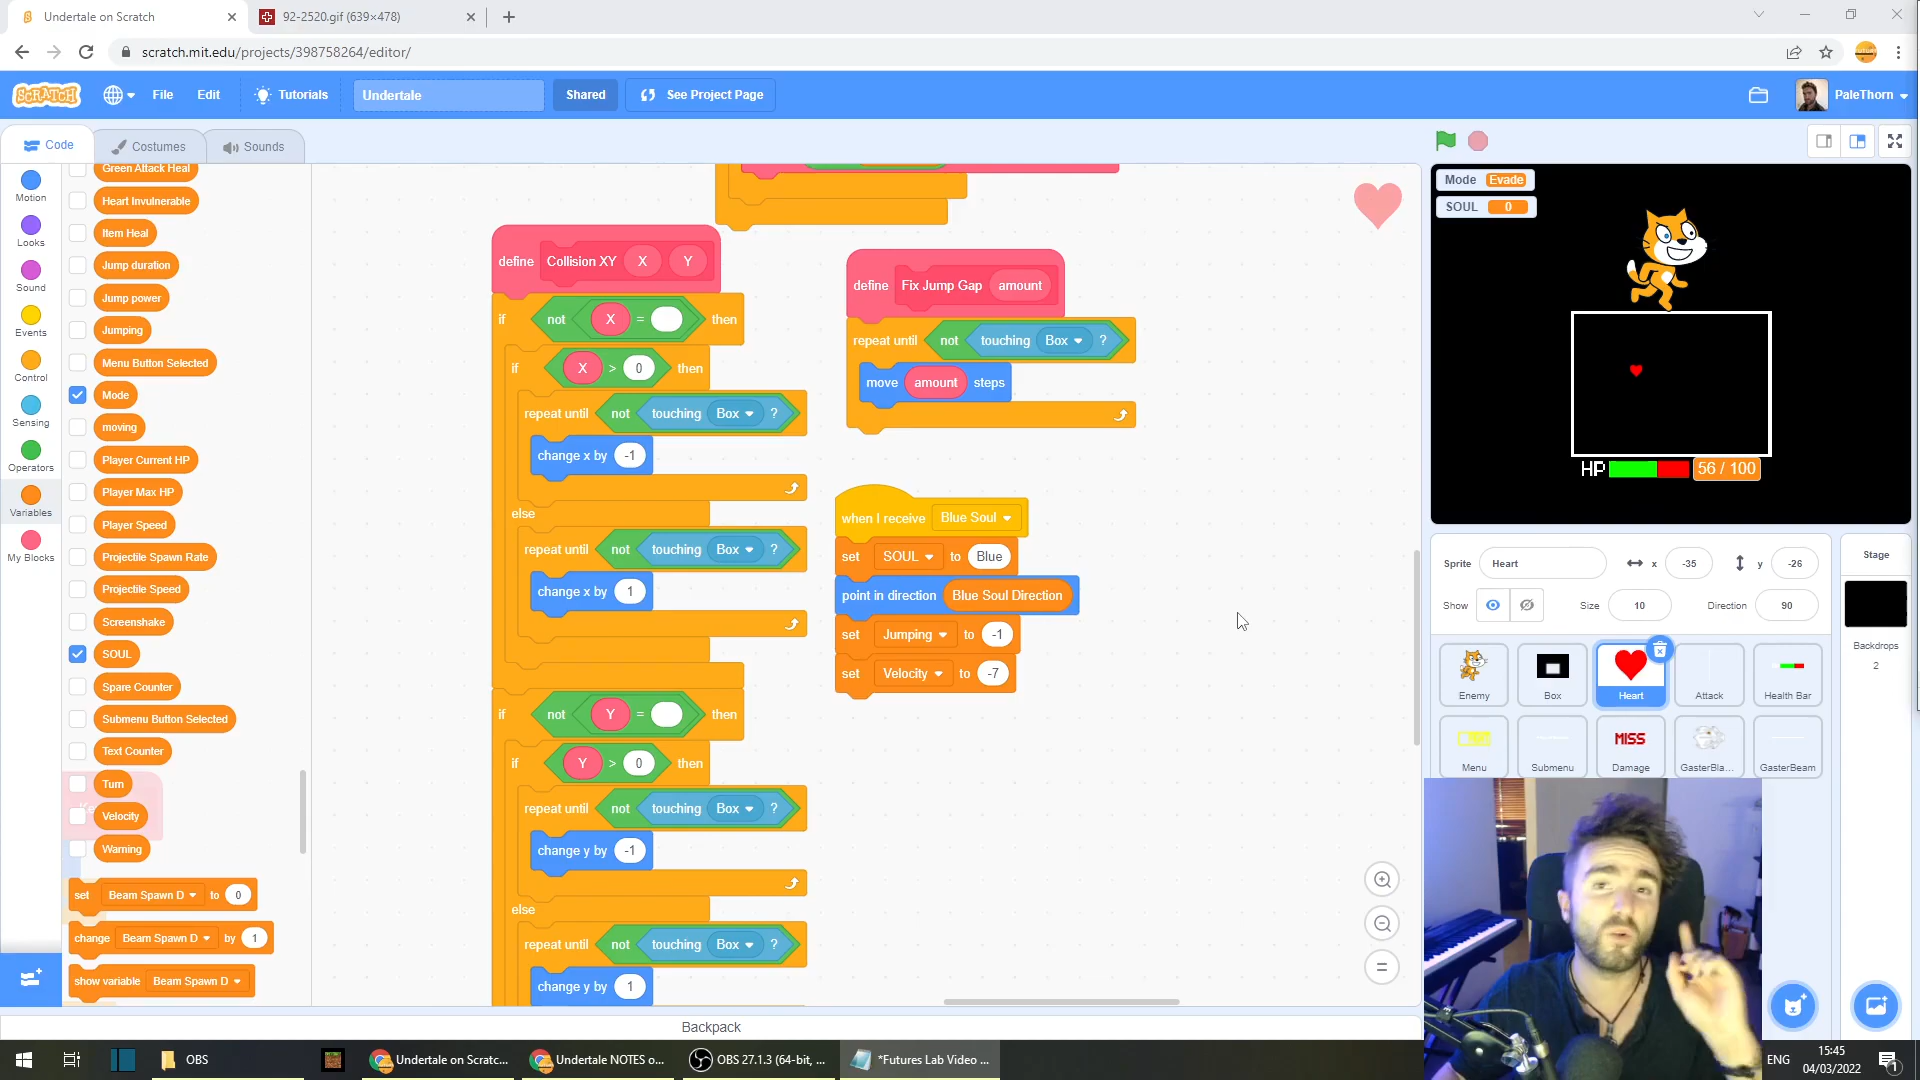 Undertale on Scratch
92-2520.gif (639×478)
scratch.mit.edu/projects/398758264/editor/
SCRATCH
File
Edit
Tutorials
Undertale
Shared
See Project Page
PaleThorn
Code
Costumes
Sounds
Motion
Looks
Sound
Events
Control
Sensing
Operators
Variables
My Blocks
Green Attack Heal
Heart Invulnerable
Item Heal
Jump duration
Jump power
Jumping
Menu Button Selected
Mode
moving
Player Current HP
Player Max HP
Player Speed
Projectile Spawn Rate
Projectile Speed
Screenshake
SOUL
Spare Counter
Submenu Button Selected
Text Counter
Turn
Velocity
Warning
set Beam Spawn D to 0
change Beam Spawn D by 1
show variable Beam Spawn D
define Collision XY X Y
if not X = then
if X > 0 then
repeat until not touching Box ?
change x by -1
else
repeat until not touching Box ?
change x by 1
if not Y = then
if Y > 0 then
repeat until not touching Box ?
change y by -1
else
repeat until not touching Box ?
change y by 1
define Fix Jump Gap amount
repeat until not touching Box ?
move amount steps
when I receive Blue Soul
set SOUL to Blue
point in direction Blue Soul Direction
set Jumping to -1
set Velocity to -7
Backpack
Mode Evade
SOUL 0
HP 56 / 100
Sprite Heart x -35 y -26
Show Size 10 Direction 90
Enemy
Box
Heart
Attack
Health Bar
Menu
Submenu
MISS
Damage
GasterBla...
GasterBeam
Stage
Backdrops
2
OBS
Undertale on Scratc...
Undertale NOTES o...
OBS 27.1.3 (64-bit, ...
*Futures Lab Video ...
ENG
15:45
04/03/2022
1